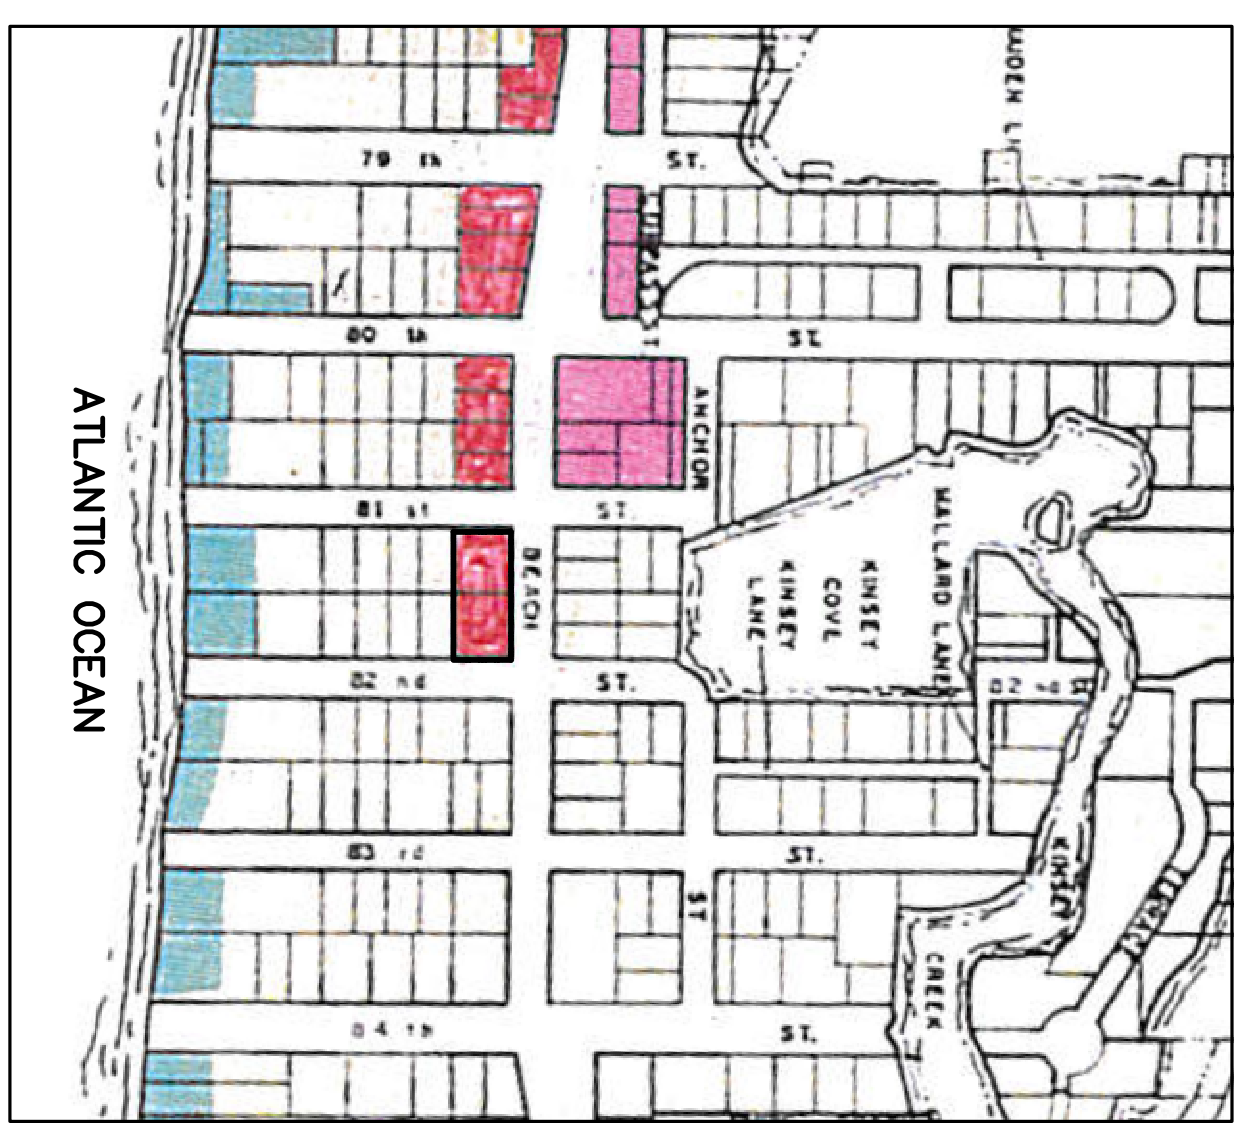 79 th
ST.
80 th
ST.
ANCHOR
81 st
ST.
BEACH
MALLARD LANE
KINSEY
COVE
KINSEY
LANE
ATLANTIC OCEAN
82 nd
ST.
82 nd
83 rd
ST.
KINSEY
ST
CREEK
84 th
ST.